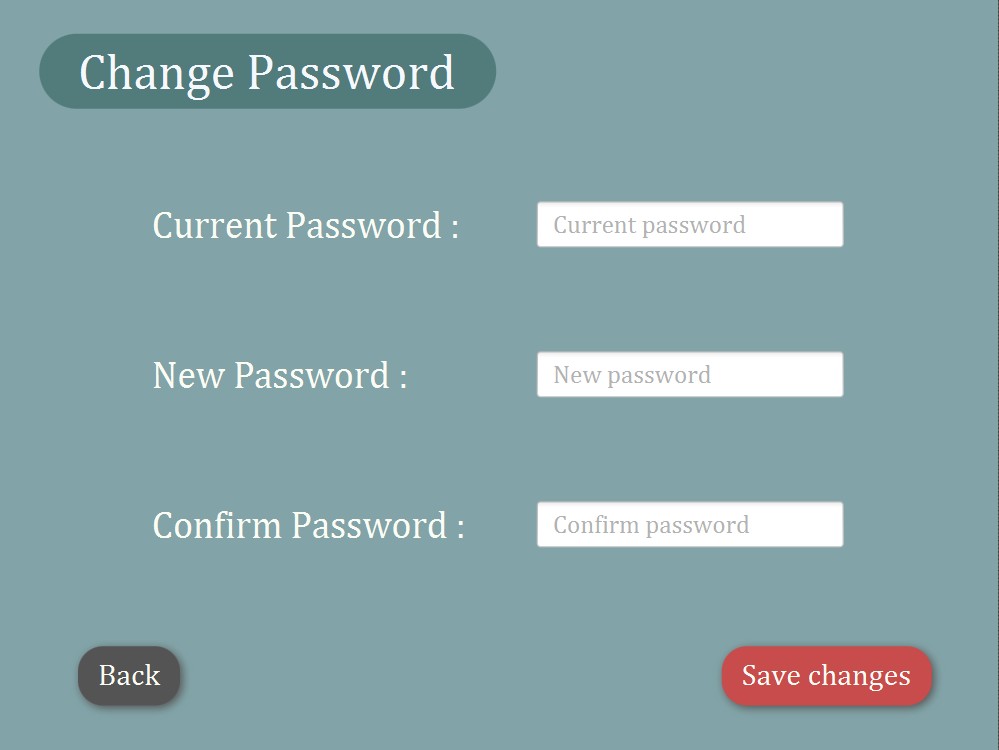 Change Password
Current Password :
Current password
New Password :
New password
Confirm Password :
Confirm password
Back
Save changes